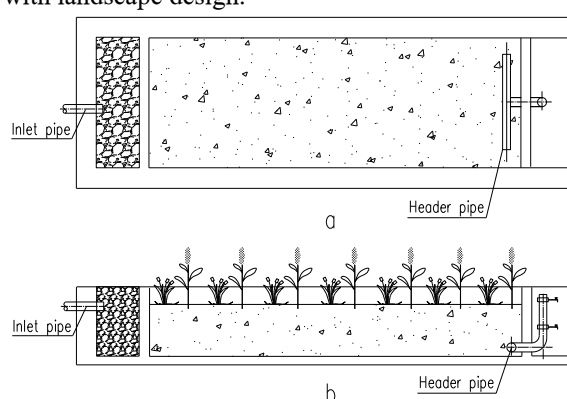 with landscape design.
Inlet pipe
Header pipe
a
Inlet pipe
Header pipe
b